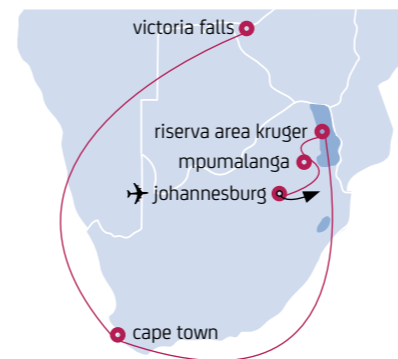 victoria falls
riserva area kruger
mpumalanga
johannesburg
cape town